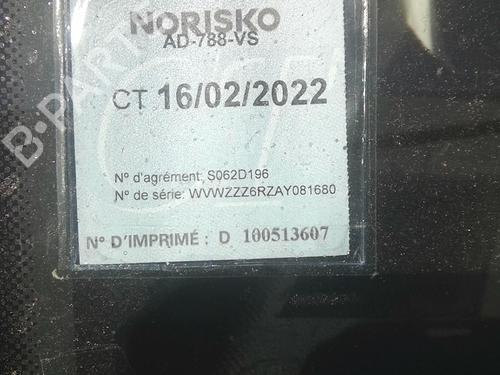 NORISKO
AD-788-VS
CT 16/02/2022
N° d'agrément: S062D196
N° de série: WVWZZZ6RZAY081680
N° D'IMPRIMÉ : D 100513607
B-PARTS